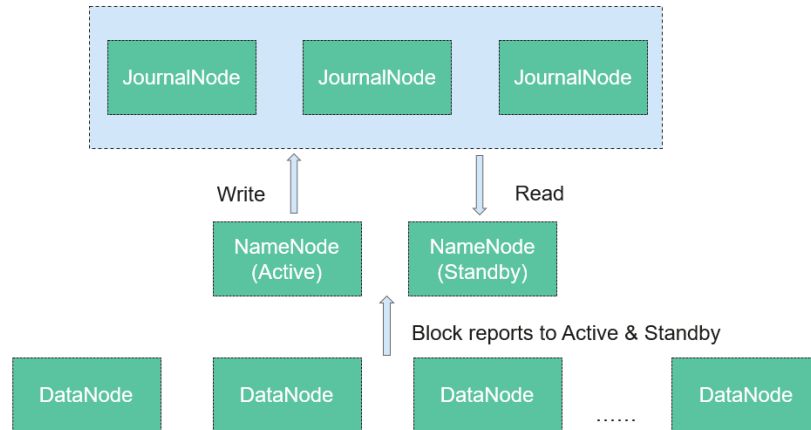 JournalNode
JournalNode
JournalNode
Write
Read
NameNode
(Active)
NameNode
(Standby)
Block reports to Active & Standby
DataNode
DataNode
DataNode
......
DataNode